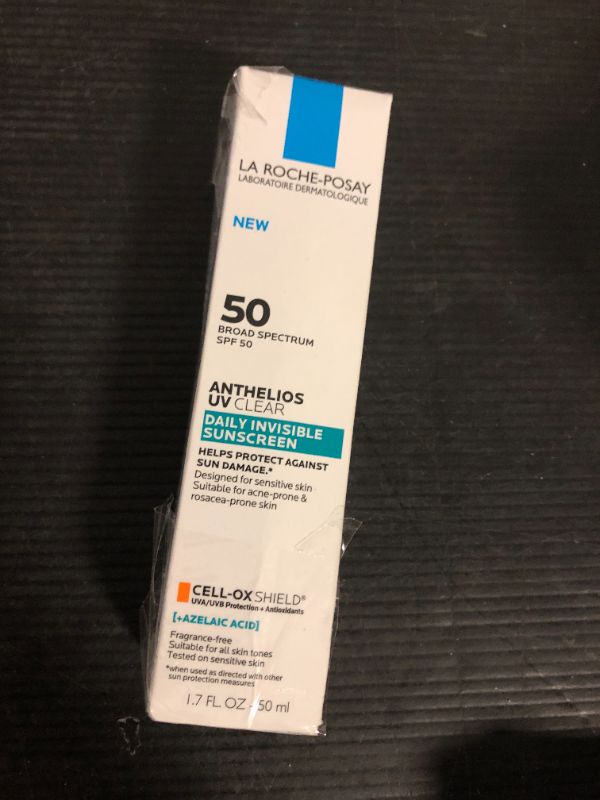 LA ROCHE-POSAY
LABORATOIRE DERMATOLOGIQUE
NEW
50
BROAD SPECTRUM
SPF 50
ANTHELIOS
UV CLEAR
DAILY INVISIBLE
SUNSCREEN
HELPS PROTECT AGAINST
SUN DAMAGE.*
Designed for sensitive skin
Suitable for acne-prone &
rosacea-prone skin
CELL-OX SHIELD®
UVA/UVB Protection + Antioxidants
[+AZELAIC ACID]
Fragrance-free
Suitable for all skin tones
Tested on sensitive skin
*when used as directed with other
sun protection measures
1.7 FL. OZ - 50 ml